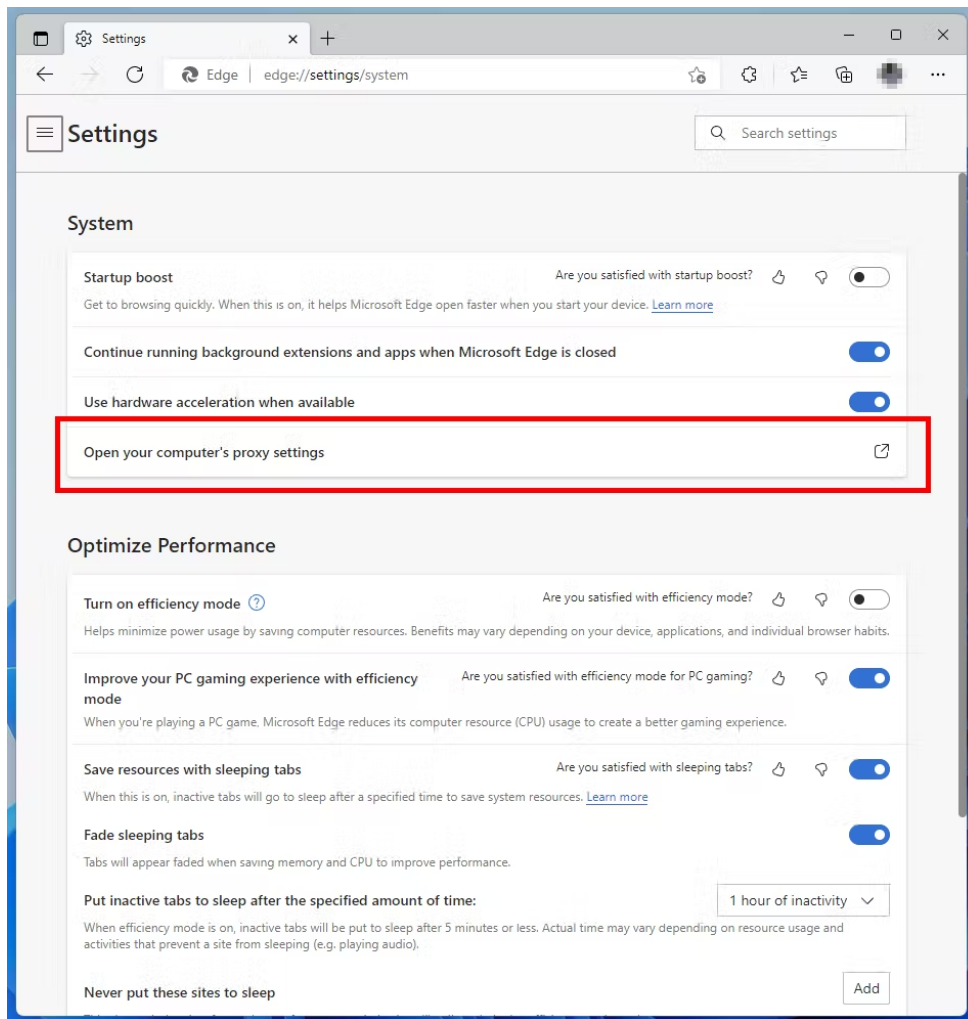 Settings
Edge edge://settings/system
Settings
Search settings
System
Startup boost
Are you satisfied with startup boost?
Get to browsing quickly. When this is on, it helps Microsoft Edge open faster when you start your device. Learn more
Continue running background extensions and apps when Microsoft Edge is closed
Use hardware acceleration when available
Open your computer's proxy settings
Optimize Performance
Turn on efficiency mode
Are you satisfied with efficiency mode?
Helps minimize power usage by saving computer resources. Benefits may vary depending on your device, applications, and individual browser habits.
Improve your PC gaming experience with efficiency
mode
Are you satisfied with efficiency mode for PC gaming?
When you're playing a PC game, Microsoft Edge reduces its computer resource (CPU) usage to create a better gaming experience.
Save resources with sleeping tabs
Are you satisfied with sleeping tabs?
When this is on, inactive tabs will go to sleep after a specified time to save system resources. Learn more
Fade sleeping tabs
Tabs will appear faded when saving memory and CPU to improve performance.
Put inactive tabs to sleep after the specified amount of time:
1 hour of inactivity
When efficiency mode is on, inactive tabs will be put to sleep after 5 minutes or less. Actual time may vary depending on resource usage and
activities that prevent a site from sleeping (e.g. playing audio).
Never put these sites to sleep
Add